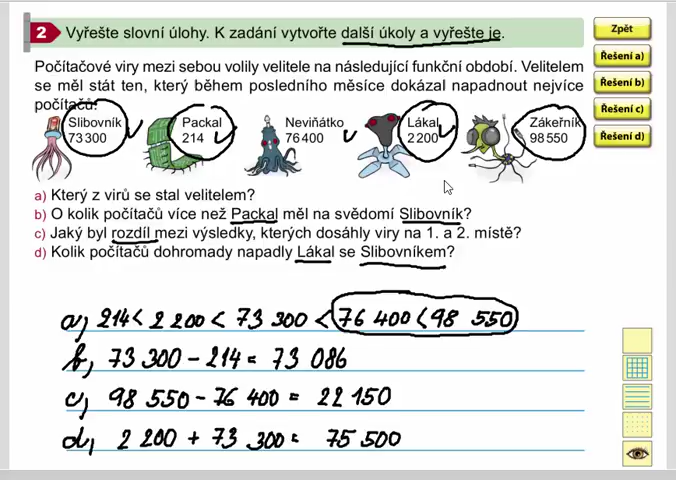 2 Vyřešte slovní úlohy. K zadání vytvořte další úkoly a vyřešte je.
Zpět
Řešení a)
Řešení b)
Řešení c)
Řešení d)
Počítačové viry mezi sebou volily velitele na následující funkční období. Velitelem
se měl stát ten, který během posledního měsíce dokázal napadnout nejvíce
počítačů:
Slibovník Packal Neviňátko Lákal Zákeřník
73 300 214 76 400 2 200 98 550
a) Který z virů se stal velitelem?
b) O kolik počítačů více než Packal měl na svědomí Slibovník?
c) Jaký byl rozdíl mezi výsledky, kterých dosáhly viry na 1. a 2. místě?
d) Kolik počítačů dohromady napadly Lákal se Slibovníkem?
a) 214 < 2 200 < 73 300 < 76 400 < 98 550
b) 73 300 - 214 = 73 086
c) 98 550 - 76 400 = 22 150
d) 2 200 + 73 300 = 75 500